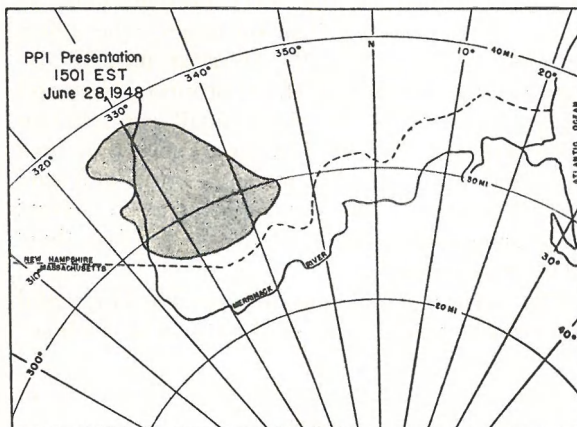 PPI Presentation
1501 EST
June 28,1948
320°
330°
340°
350°
N
10°
20°
40 MI
ATLANTIC OCEAN
30 MI
NEW HAMPSHIRE
MASSACHUSETTS
310°
MERRIMACK
RIVER
30°
20 MI
40°
300°